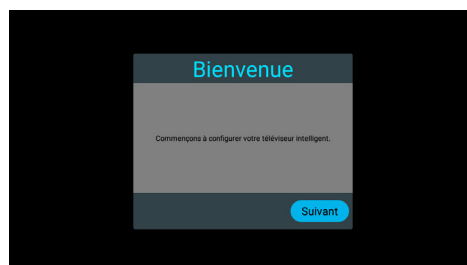 Bienvenue
Commençons à configurer votre téléviseur intelligent.
Suivant